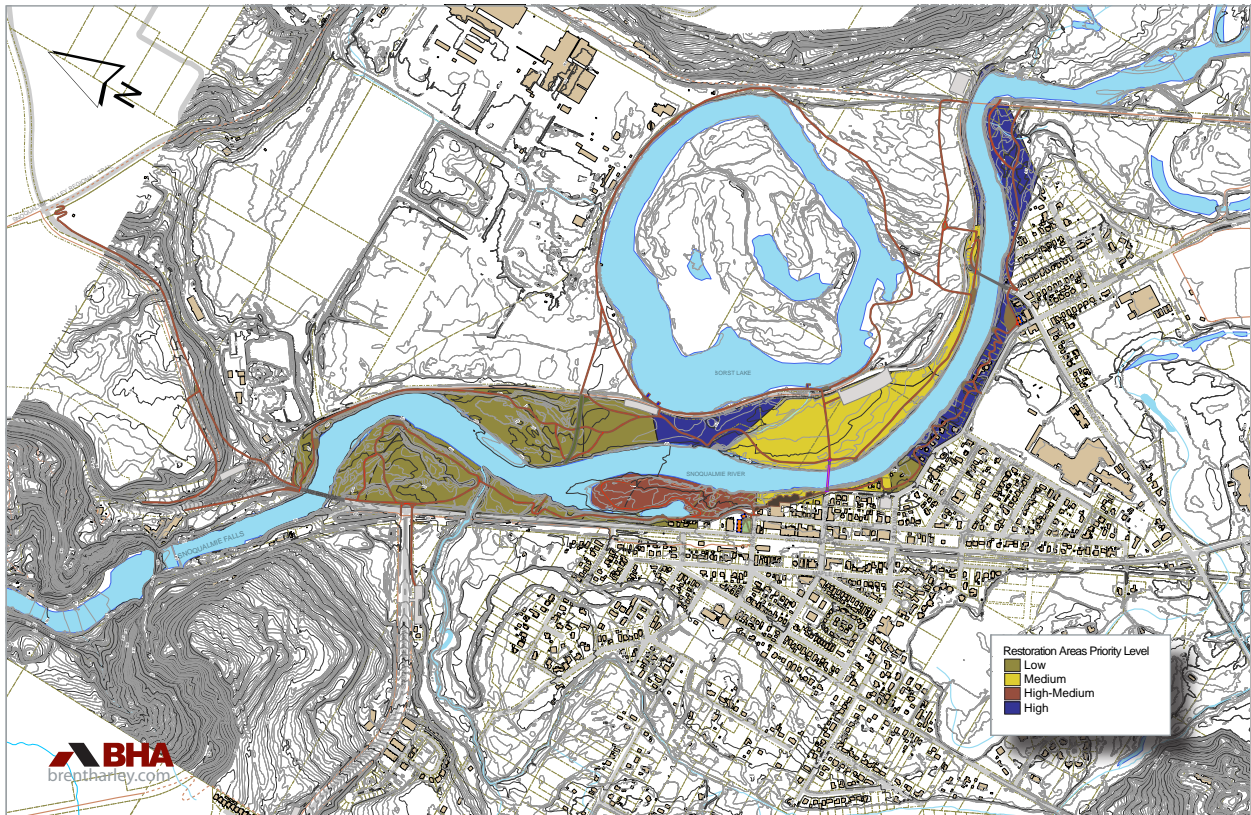 BORST LAKE
SNOQUALMIE RIVER
SNOQUALMIE FALLS
Restoration Areas Priority Level
Low
Medium
High-Medium
High
BHA
brentharley.com